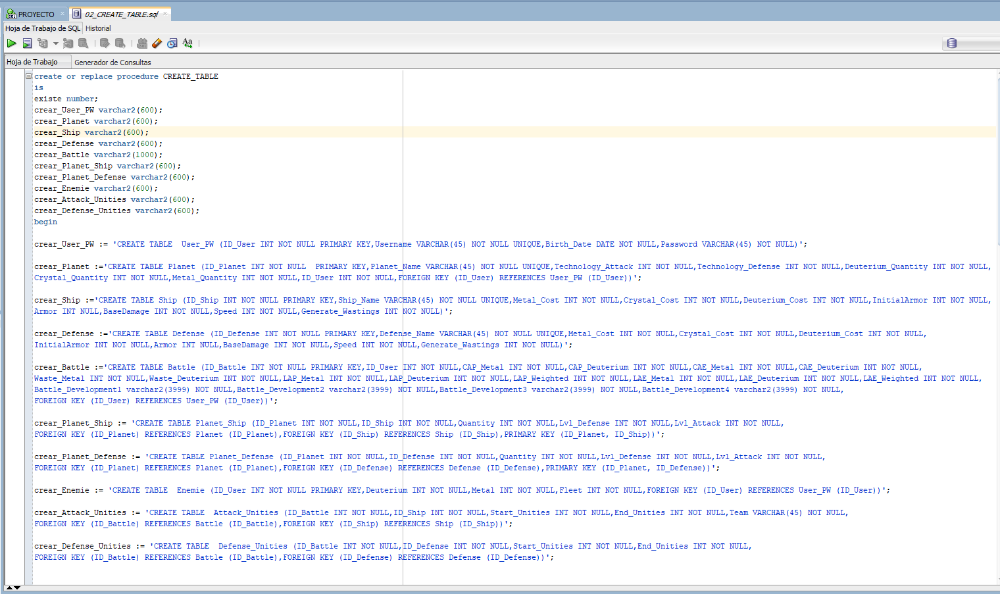 PROYECTO
02_CREATE_TABLE.sql
Hoja de Trabajo de SQL Historial
Hoja de Trabajo Generador de Consultas
create or replace procedure CREATE_TABLE
is
existe number;
crear_User_PW varchar2(600);
crear_Planet varchar2(600);
crear_Ship varchar2(600);
crear_Defense varchar2(600);
crear_Battle varchar2(1000);
crear_Planet_Ship varchar2(600);
crear_Planet_Defense varchar2(600);
crear_Enemie varchar2(600);
crear_Attack_Unities varchar2(600);
crear_Defense_Unities varchar2(600);
begin
crear_User_PW := 'CREATE TABLE  User_PW (ID_User INT NOT NULL PRIMARY KEY,Username VARCHAR(45) NOT NULL UNIQUE,Birth_Date DATE NOT NULL,Password VARCHAR(45) NOT NULL)';
crear_Planet :='CREATE TABLE Planet (ID_Planet INT NOT NULL  PRIMARY KEY,Planet_Name VARCHAR(45) NOT NULL UNIQUE,Technology_Attack INT NOT NULL,Technology_Defense INT NOT NULL,Deuterium_Quantity INT NOT NULL,
Crystal_Quantity INT NOT NULL,Metal_Quantity INT NOT NULL,ID_User INT NOT NULL,FOREIGN KEY (ID_User) REFERENCES User_PW (ID_User))';
crear_Ship :='CREATE TABLE Ship (ID_Ship INT NOT NULL PRIMARY KEY,Ship_Name VARCHAR(45) NOT NULL UNIQUE,Metal_Cost INT NOT NULL,Crystal_Cost INT NOT NULL,Deuterium_Cost INT NOT NULL,InitialArmor INT NOT NULL,
Armor INT NOT NULL,BaseDamage INT NOT NULL,Speed INT NOT NULL,Generate_Wastings INT NOT NULL)';
crear_Defense :='CREATE TABLE Defense (ID_Defense INT NOT NULL PRIMARY KEY,Defense_Name VARCHAR(45) NOT NULL UNIQUE,Metal_Cost INT NOT NULL,Crystal_Cost INT NOT NULL,Deuterium_Cost INT NOT NULL,
InitialArmor INT NOT NULL,Armor INT NOT NULL,BaseDamage INT NOT NULL,Speed INT NOT NULL,Generate_Wastings INT NOT NULL)';
crear_Battle :='CREATE TABLE Battle (ID_Battle INT NOT NULL PRIMARY KEY,ID_User INT NOT NULL,CAP_Metal INT NOT NULL,CAP_Deuterium INT NOT NULL,CAE_Metal INT NOT NULL,CAE_Deuterium INT NOT NULL,
Waste_Metal INT NOT NULL,Waste_Deuterium INT NOT NULL,LAP_Metal INT NOT NULL,LAP_Deuterium INT NOT NULL,LAP_Weighted INT NOT NULL,LAE_Metal INT NOT NULL,LAE_Deuterium INT NOT NULL,LAE_Weighted INT NOT NULL,
Battle_Development1 varchar2(3999) NOT NULL,Battle_Development2 varchar2(3999) NOT NULL,Battle_Development3 varchar2(3999) NOT NULL,Battle_Development4 varchar2(3999) NOT NULL,
FOREIGN KEY (ID_User) REFERENCES User_PW (ID_User))';
crear_Planet_Ship := 'CREATE TABLE Planet_Ship (ID_Planet INT NOT NULL,ID_Ship INT NOT NULL,Quantity INT NOT NULL,Lvl_Defense INT NOT NULL,Lvl_Attack INT NOT NULL,
FOREIGN KEY (ID_Planet) REFERENCES Planet (ID_Planet),FOREIGN KEY (ID_Ship) REFERENCES Ship (ID_Ship),PRIMARY KEY (ID_Planet, ID_Ship))';
crear_Planet_Defense := 'CREATE TABLE Planet_Defense (ID_Planet INT NOT NULL,ID_Defense INT NOT NULL,Quantity INT NOT NULL,Lvl_Defense INT NOT NULL,Lvl_Attack INT NOT NULL,
FOREIGN KEY (ID_Planet) REFERENCES Planet (ID_Planet),FOREIGN KEY (ID_Defense) REFERENCES Defense (ID_Defense),PRIMARY KEY (ID_Planet, ID_Defense))';
crear_Enemie := 'CREATE TABLE  Enemie (ID_User INT NOT NULL PRIMARY KEY,Deuterium INT NOT NULL,Metal INT NOT NULL,Fleet INT NOT NULL,FOREIGN KEY (ID_User) REFERENCES User_PW (ID_User))';
crear_Attack_Unities := 'CREATE TABLE  Attack_Unities (ID_Battle INT NOT NULL,ID_Ship INT NOT NULL,Start_Unities INT NOT NULL,End_Unities INT NOT NULL,Team VARCHAR(45) NOT NULL,
FOREIGN KEY (ID_Battle) REFERENCES Battle (ID_Battle),FOREIGN KEY (ID_Ship) REFERENCES Ship (ID_Ship))';
crear_Defense_Unities := 'CREATE TABLE  Defense_Unities (ID_Battle INT NOT NULL,ID_Defense INT NOT NULL,Start_Unities INT NOT NULL,End_Unities INT NOT NULL,
FOREIGN KEY (ID_Battle) REFERENCES Battle (ID_Battle),FOREIGN KEY (ID_Defense) REFERENCES Defense (ID_Defense))';